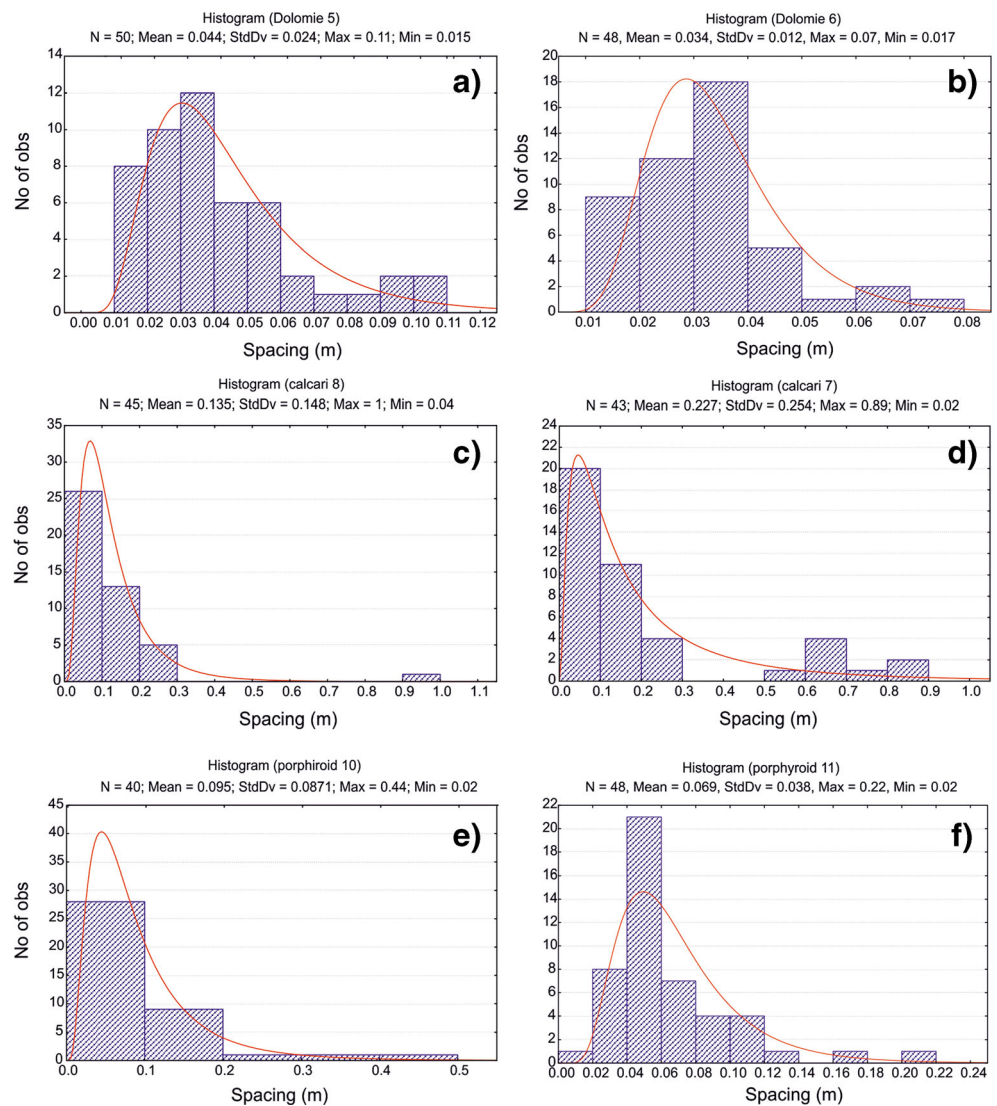 Histogram (Dolomie 5)
N = 50; Mean = 0.044; StdDv = 0.024; Max = 0.11; Min = 0.015
a)
14
12
10
8
6
4
2
0
No of obs
0.00 0.01 0.02 0.03 0.04 0.05 0.06 0.07 0.08 0.09 0.10 0.11 0.12
Spacing (m)
Histogram (Dolomie 6)
N = 48, Mean = 0.034, StdDv = 0.012, Max = 0.07, Min = 0.017
b)
20
18
16
14
12
10
8
6
4
2
0
No of obs
0.01 0.02 0.03 0.04 0.05 0.06 0.07 0.08
Spacing (m)
Histogram (calcari 8)
N = 45; Mean = 0.135; StdDv = 0.148; Max = 1; Min = 0.04
c)
35
30
25
20
15
10
5
0
No of obs
0.0 0.1 0.2 0.3 0.4 0.5 0.6 0.7 0.8 0.9 1.0 1.1
Spacing (m)
Histogram (calcari 7)
N = 43; Mean = 0.227; StdDv = 0.254; Max = 0.89; Min = 0.02
d)
24
22
20
18
16
14
12
10
8
6
4
2
0
No of obs
0.0 0.1 0.2 0.3 0.4 0.5 0.6 0.7 0.8 0.9 1.0
Spacing (m)
Histogram (porphiroid 10)
N = 40; Mean = 0.095; StdDv = 0.0871; Max = 0.44; Min = 0.02
e)
45
40
35
30
25
20
15
10
5
0
No of obs
0.0 0.1 0.2 0.3 0.4 0.5
Spacing (m)
Histogram (porphyroid 11)
N = 48, Mean = 0.069, StdDv = 0.038, Max = 0.22, Min = 0.02
f)
22
20
18
16
14
12
10
8
6
4
2
0
No of obs
0.00 0.02 0.04 0.06 0.08 0.10 0.12 0.14 0.16 0.18 0.20 0.22 0.24
Spacing (m)